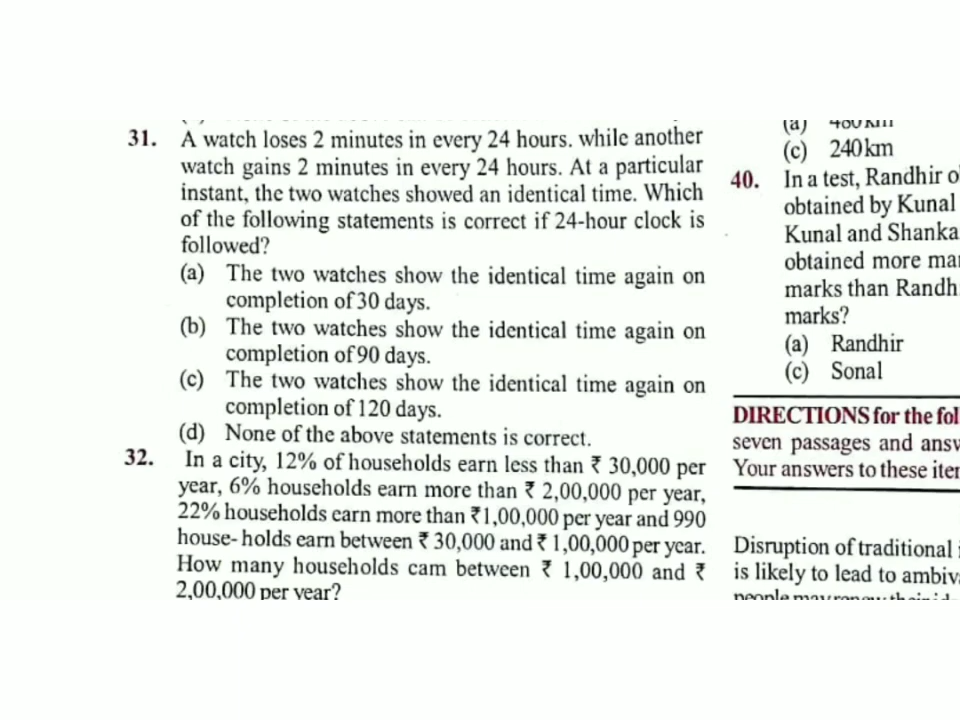 31. A watch loses 2 minutes in every 24 hours. while another
watch gains 2 minutes in every 24 hours. At a particular
instant, the two watches showed an identical time. Which
of the following statements is correct if 24-hour clock is
followed?
(a) The two watches show the identical time again on
completion of 30 days.
(b) The two watches show the identical time again on
completion of 90 days.
(c) The two watches show the identical time again on
completion of 120 days.
(d) None of the above statements is correct.
32. In a city, 12% of households earn less than ₹ 30,000 per
year, 6% households earn more than ₹ 2,00,000 per year,
22% households earn more than ₹1,00,000 per year and 990
house- holds earn between ₹ 30,000 and ₹ 1,00,000 per year.
How many households cam between ₹ 1,00,000 and ₹
2,00,000 per year?
(a) 480 km
(c) 240 km
40. In a test, Randhir
obtained by Kunal
Kunal and
obtained more
marks than
marks?
(a) Randhir
(c) Sonal
DIRECTIONS for the
seven passages and
Your answers to these
Disruption of traditional
is likely to lead to
people may